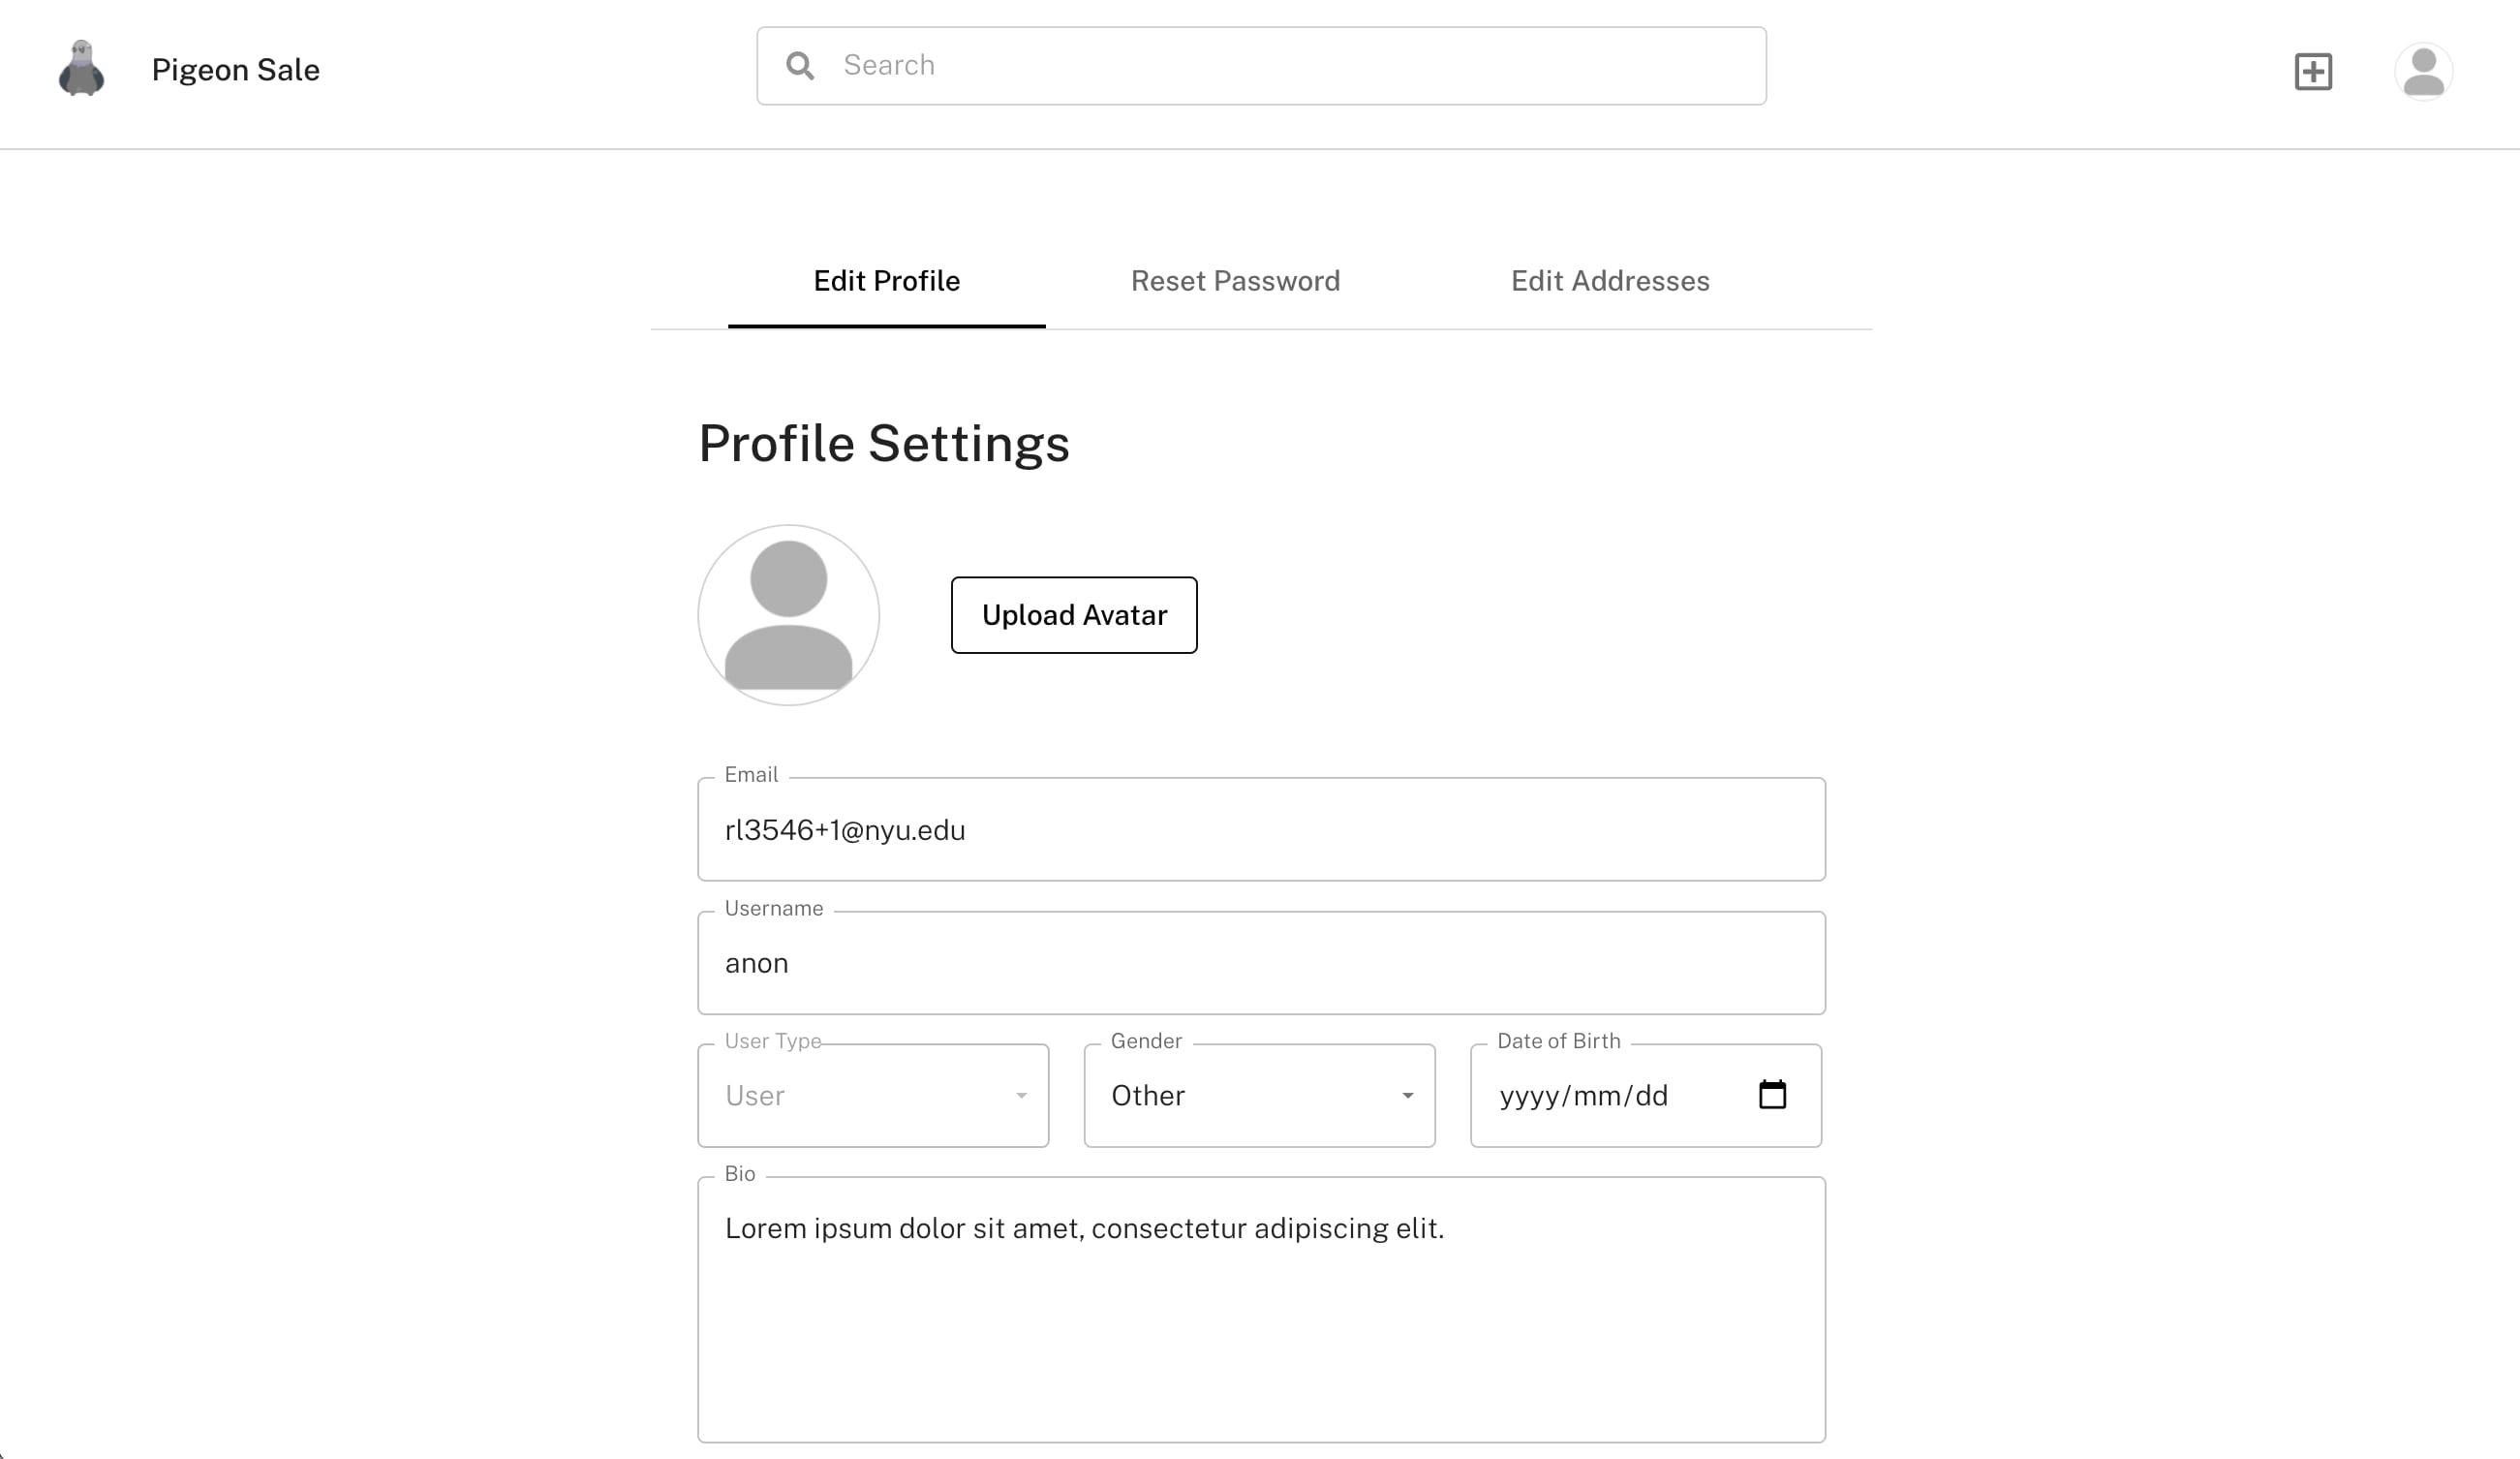 Pigeon Sale
Search
Edit Profile
Reset Password
Edit Addresses
Profile Settings
Upload Avatar
Email
rl3546+1@nyu.edu
Username
anon
User Type
User
Gender
Other
Date of Birth
yyyy/mm/dd
Bio
Lorem ipsum dolor sit amet, consectetur adipiscing elit.